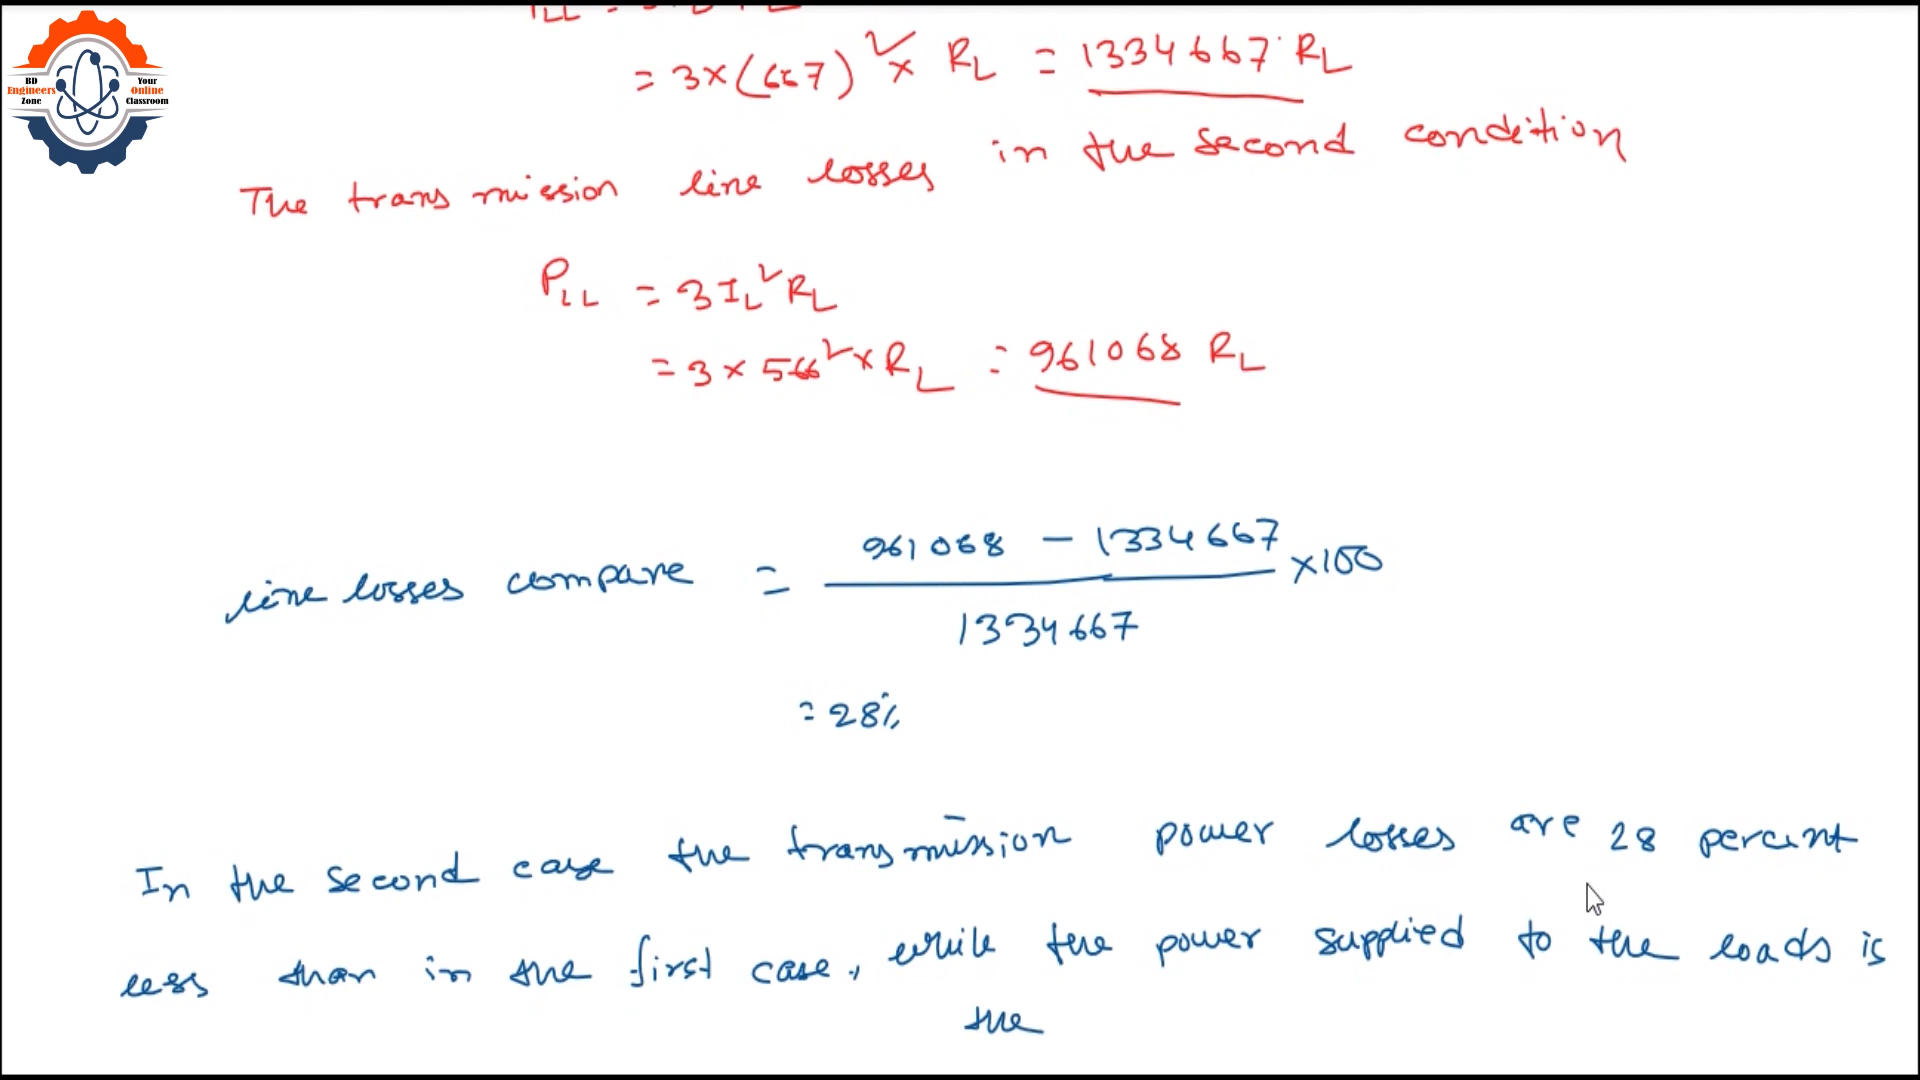 BD Engineers Zone
Your Online Classroom
= 3×(667)² × RL = 1334667 RL
The transmission line losses in the second condition
PLL = 3IL²RL
= 3 × 566² × RL = 961068 RL
line losses compare = 961068 − 1334667 ×100
1334667
= 28%
In the second case the transmission power losses are 28 percent
less than in the first case, while the power supplied to the loads is
the